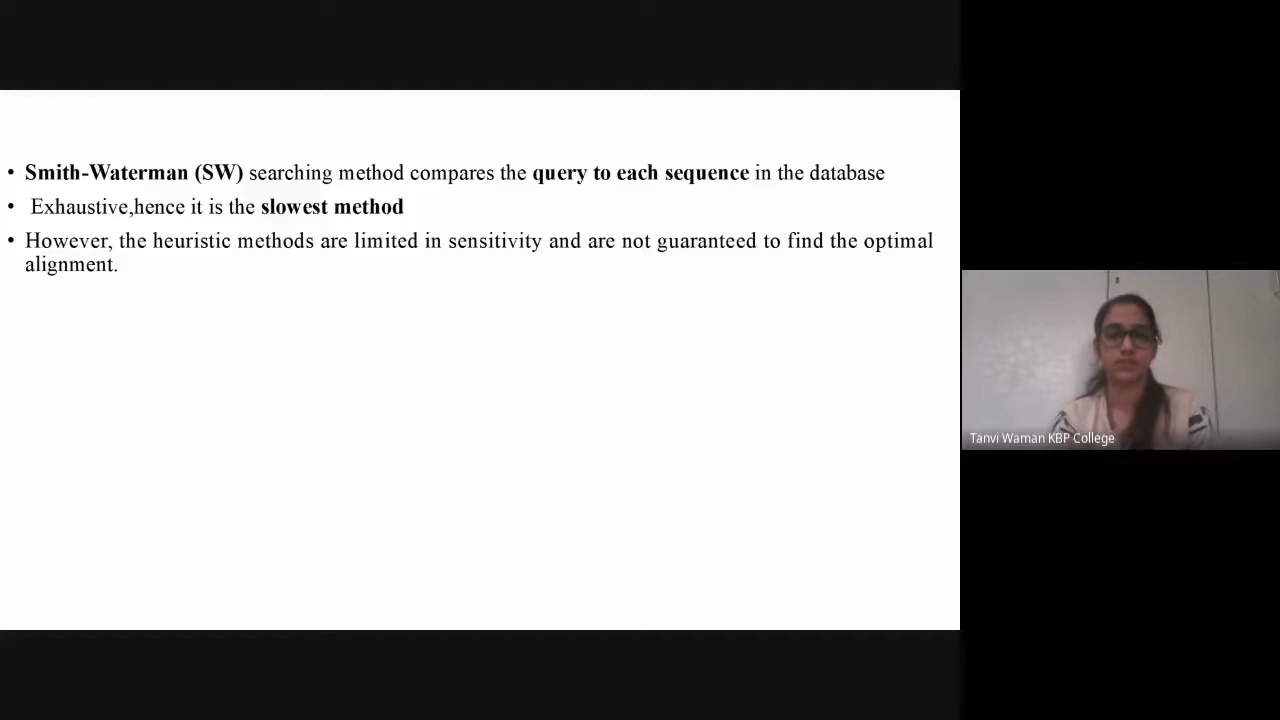 • Smith-Waterman (SW) searching method compares the query to each sequence in the database
• Exhaustive,hence it is the slowest method
• However, the heuristic methods are limited in sensitivity and are not guaranteed to find the optimal
alignment.
Tanvi Waman KBP College